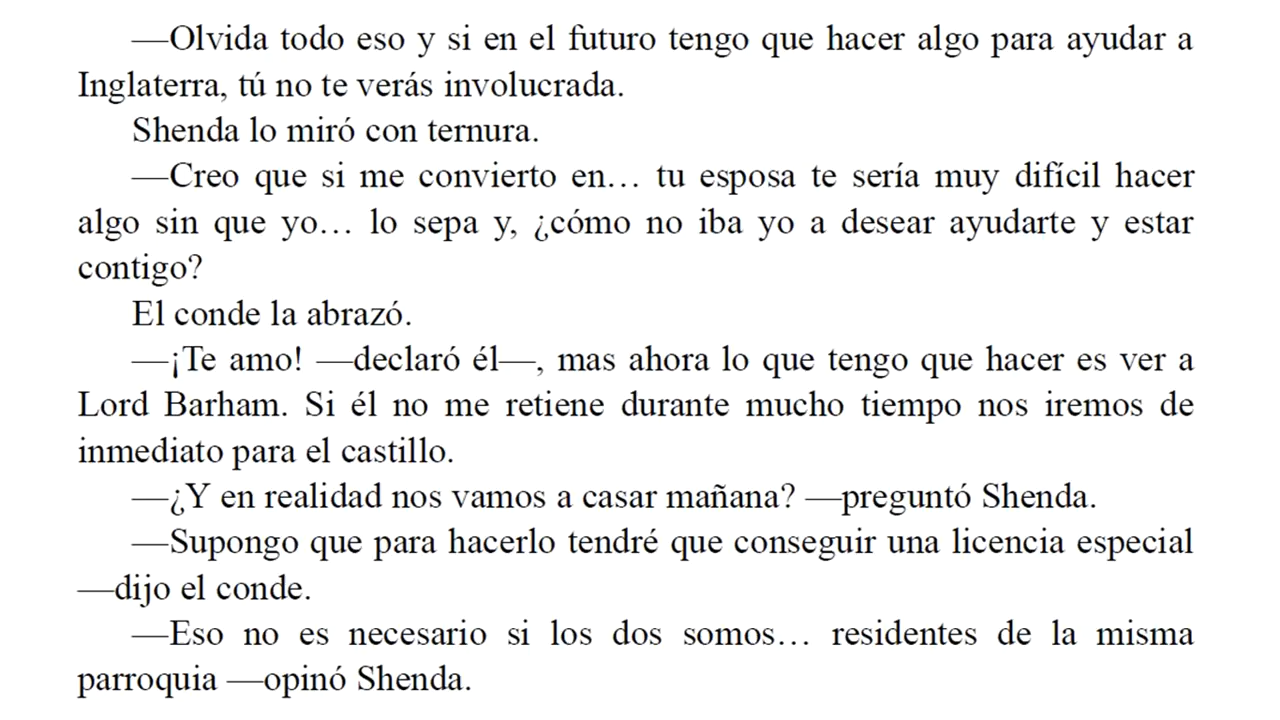 —Olvida todo eso y si en el futuro tengo que hacer algo para ayudar a
Inglaterra, tú no te verás involucrada.
Shenda lo miró con ternura.
—Creo que si me convierto en… tu esposa te sería muy difícil hacer
algo sin que yo… lo sepa y, ¿cómo no iba yo a desear ayudarte y estar
contigo?
El conde la abrazó.
—¡Te amo! —declaró él—, mas ahora lo que tengo que hacer es ver a
Lord Barham. Si él no me retiene durante mucho tiempo nos iremos de
inmediato para el castillo.
—¿Y en realidad nos vamos a casar mañana? —preguntó Shenda.
—Supongo que para hacerlo tendré que conseguir una licencia especial
—dijo el conde.
—Eso no es necesario si los dos somos… residentes de la misma
parroquia —opinó Shenda.